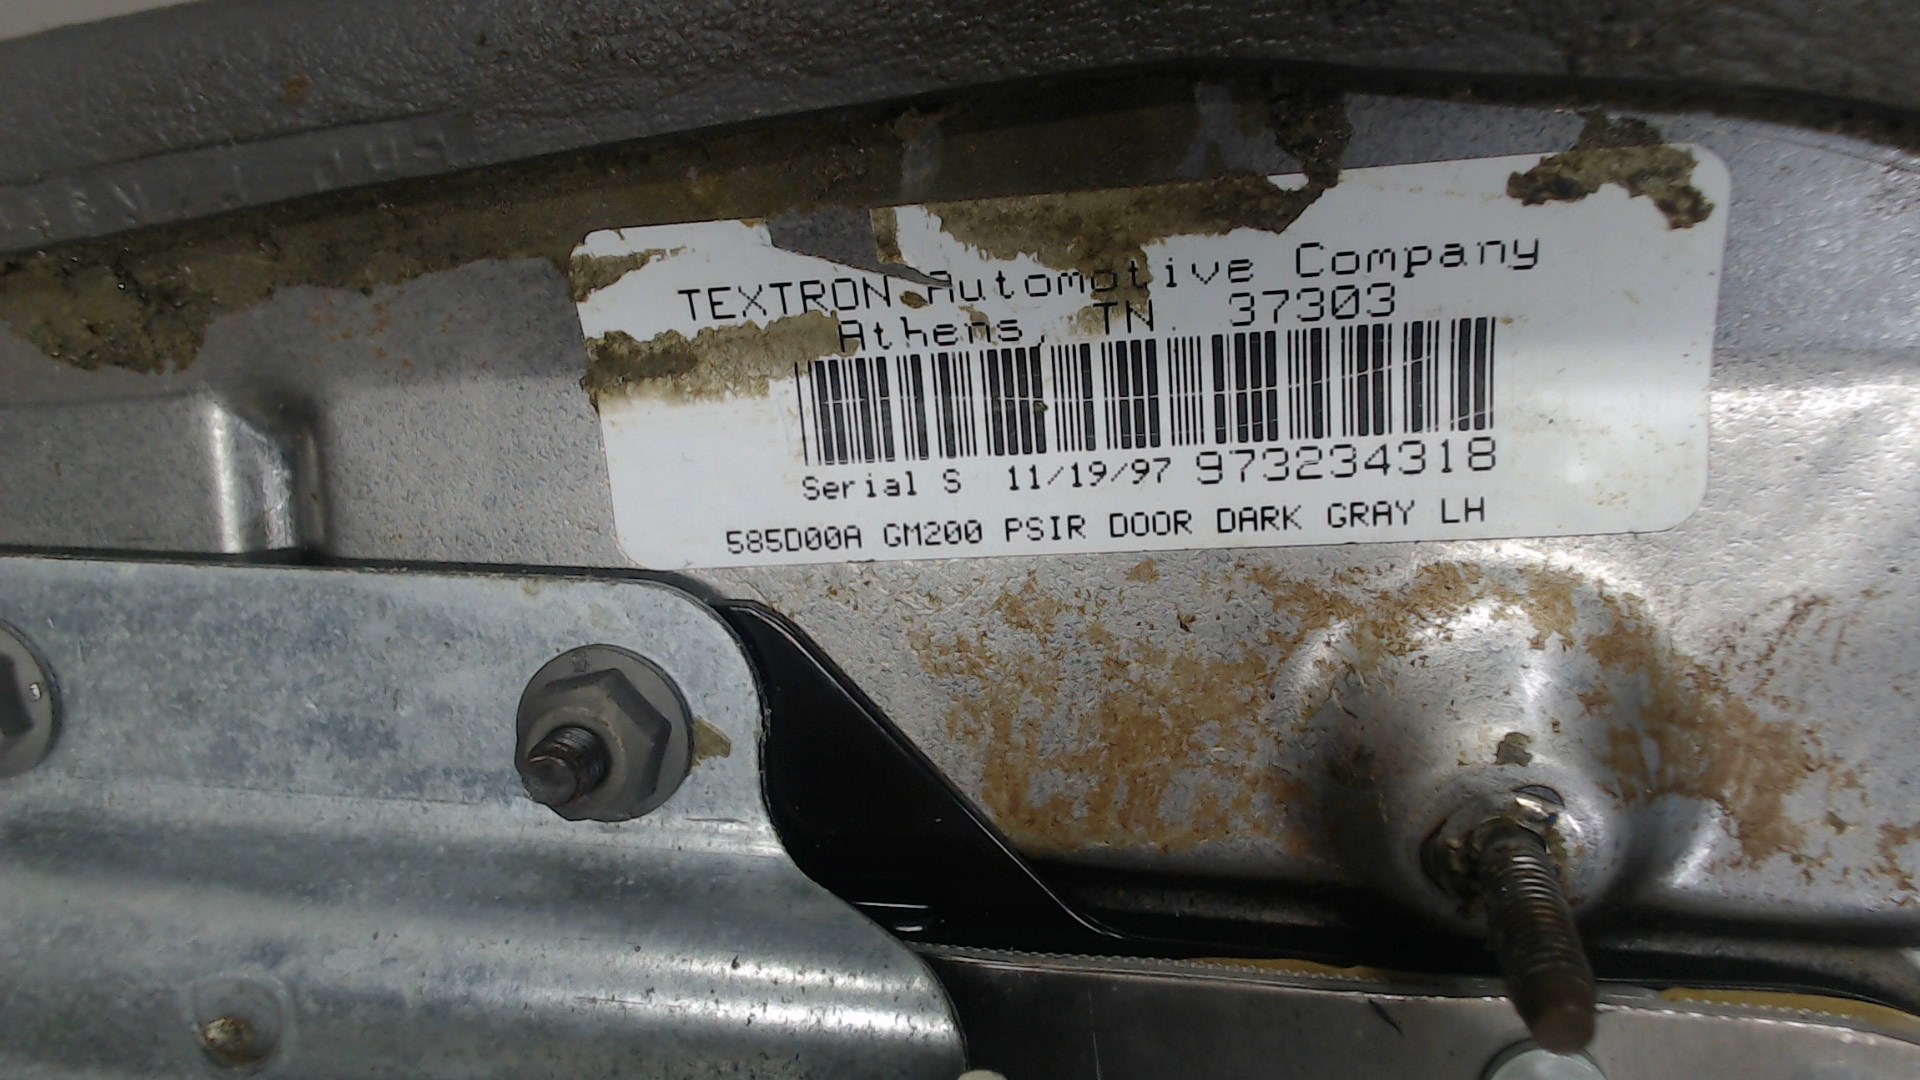 TEXTRON Automotive Company
Athens, TN. 37303
Serial S 11/19/97 973234318
585D00A GM200 PSIR DOOR DARK GRAY LH